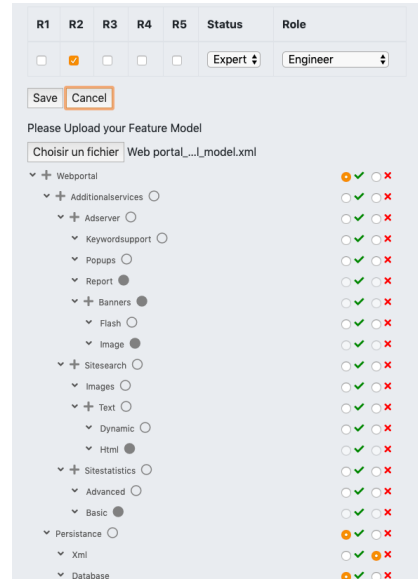 R1 R2 R3 R4 R5 Status Role
Expert Engineer
Save Cancel
Please Upload your Feature Model
Choisir un fichier Web portal_...l_model.xml
Webportal
Additionalservices
Adserver
Keywordsupport
Popups
Report
Banners
Flash
Image
Sitesearch
Images
Text
Dynamic
Html
Sitestatistics
Advanced
Basic
Persistance
Xml
Database